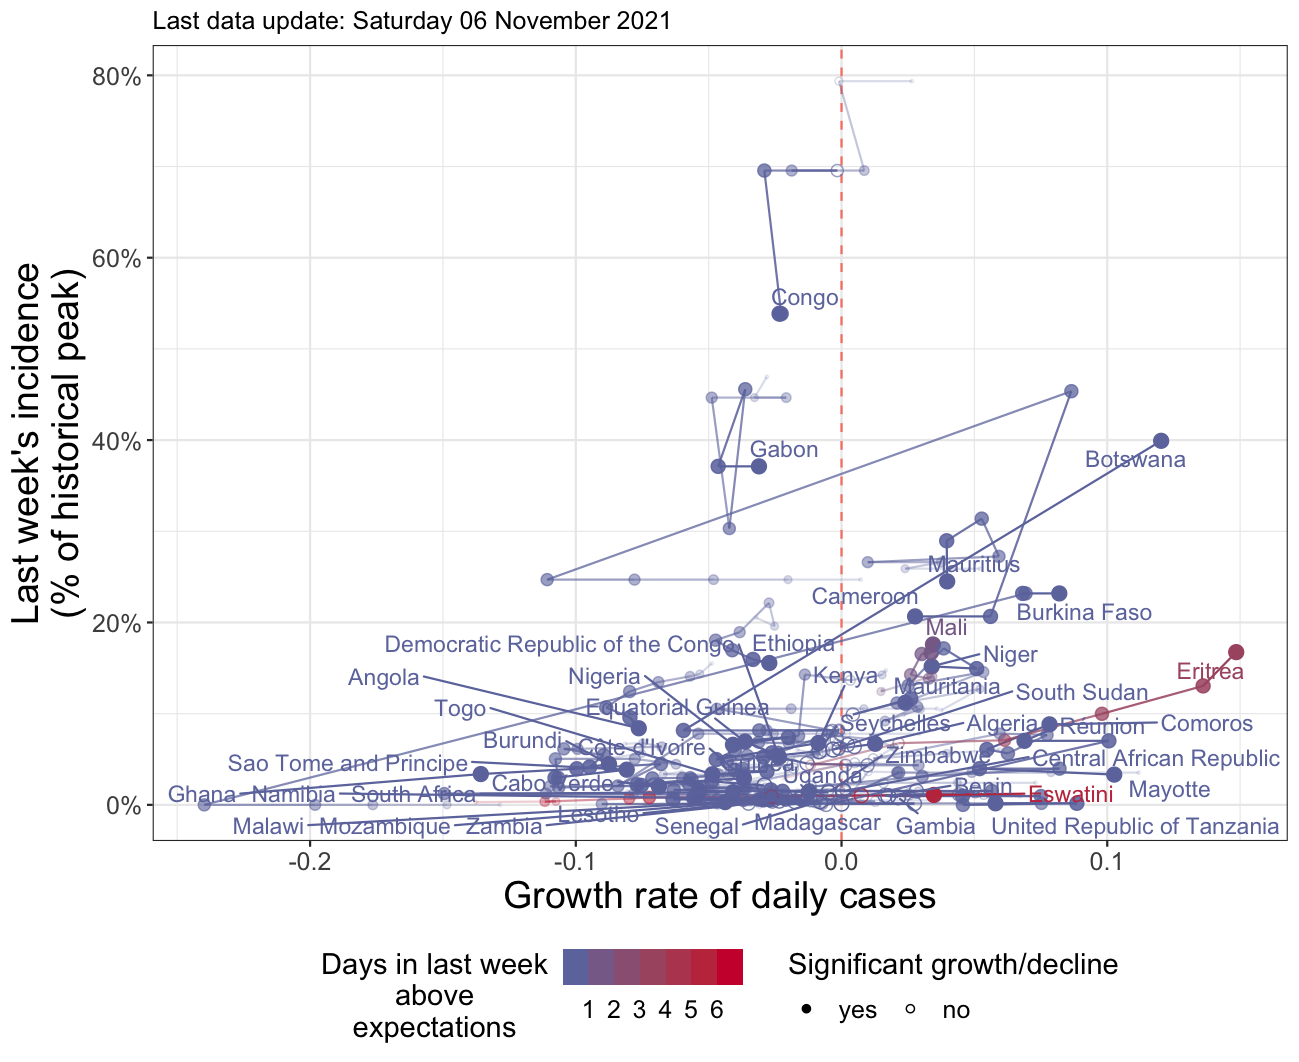 Last data update: Saturday 06 November 2021
Last week's incidence
(% of historical peak)
80%
60%
40%
20%
0%
Congo
Gabon
Botswana
Mauritius
Cameroon
Burkina Faso
Mali
Democratic Republic of the Congo
Ethiopia
Niger
Eritrea
Angola
Nigeria
Kenya
Mauritania
South Sudan
Togo
Equatorial Guinea
Seychelles
Algeria
Réunion
Comoros
Burundi
Côte d'Ivoire
Zimbabwe
Central African Republic
Sao Tome and Principe
Guinea
Uganda
Cabo Verde
Benin
Mayotte
Ghana
Namibia
South Africa
Eswatini
Lesotho
Malawi
Mozambique
Zambia
Senegal
Madagascar
Gambia
United Republic of Tanzania
-0.2
-0.1
0.0
0.1
Growth rate of daily cases
Days in last week
above
expectations
1 2 3 4 5 6
Significant growth/decline
yes
no